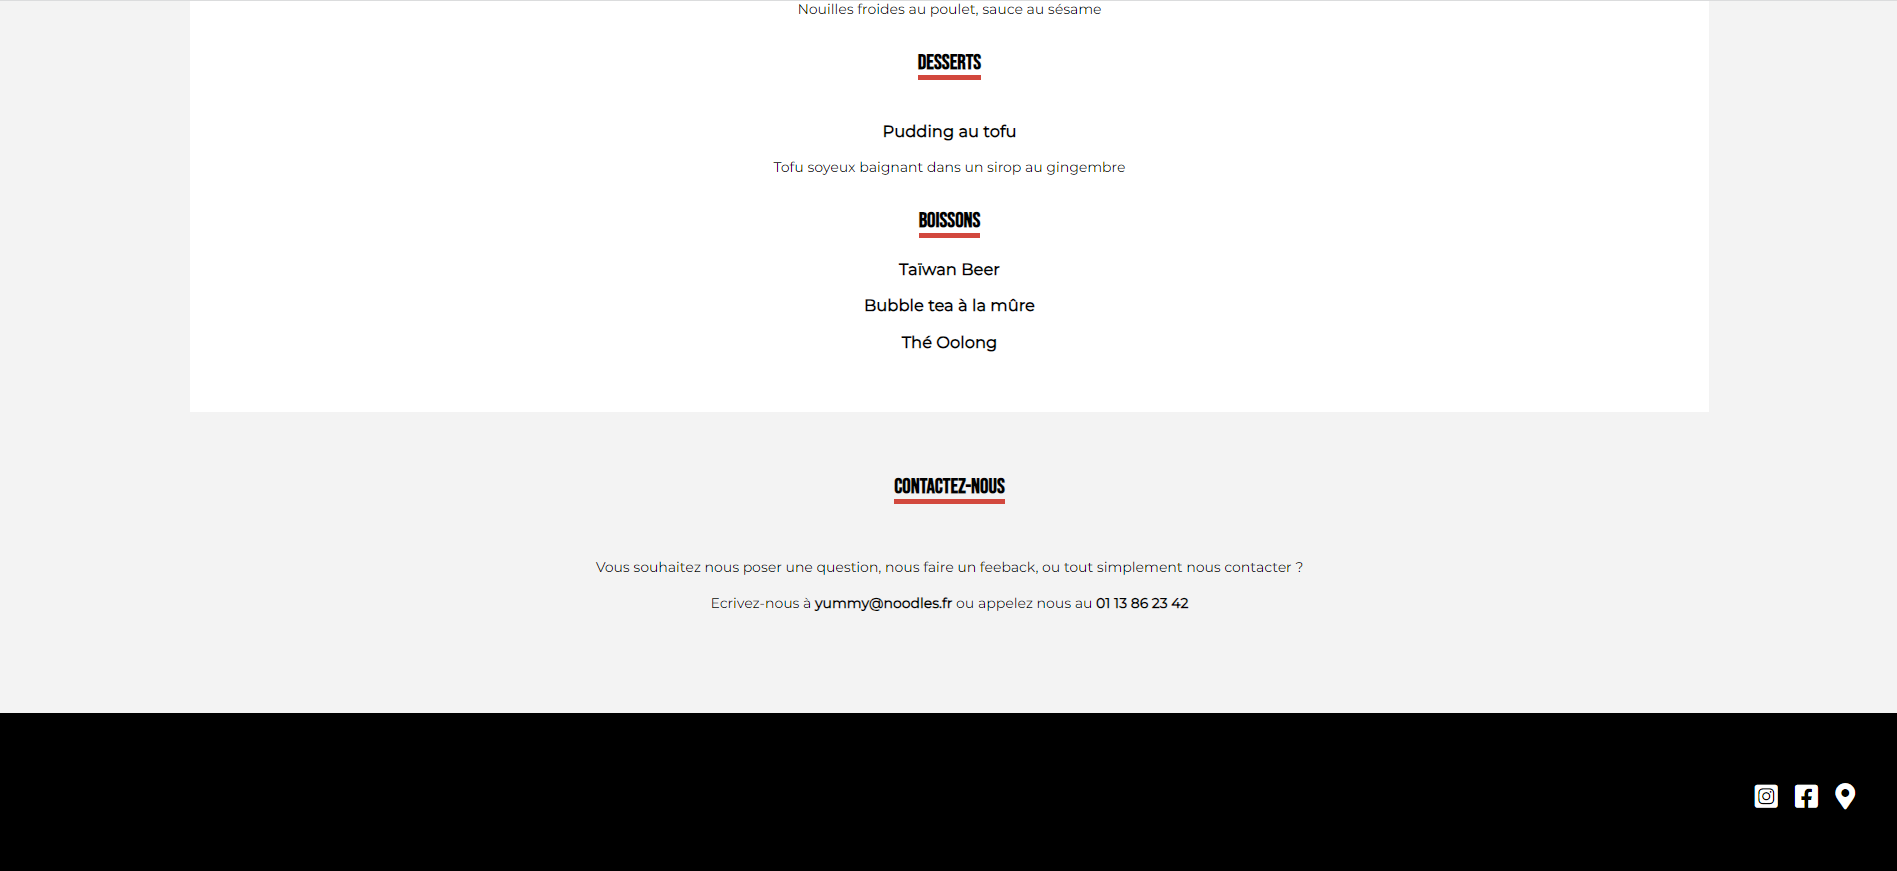 Nouilles froides au poulet, sauce au sésame
DESSERTS
Pudding au tofu
Tofu soyeux baignant dans un sirop au gingembre
BOISSONS
Taïwan Beer
Bubble tea à la mûre
Thé Oolong
CONTACTEZ-NOUS
Vous souhaitez nous poser une question, nous faire un feeback, ou tout simplement nous contacter ?
Ecrivez-nous à yummy@noodles.fr ou appelez nous au 01 13 86 23 42